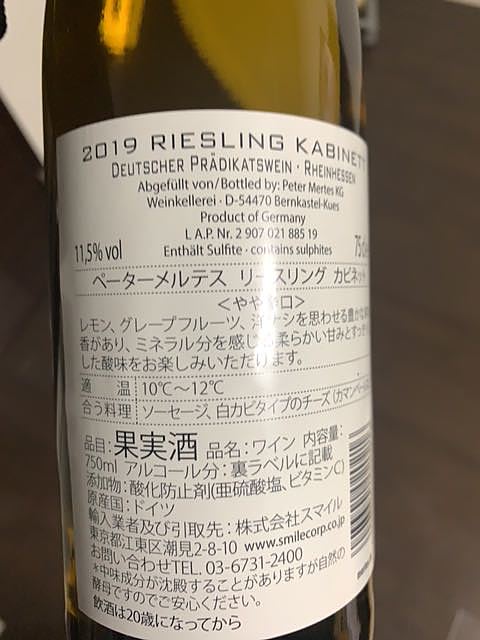 2019 RIESLING KABINETT
DEUTSCHER PRÄDIKATSWEIN · RHEINHESSEN
Abgefüllt von/Bottled by: Peter Mertes KG
Weinkellerei · D-54470 Bernkastel-Kues
Product of Germany
L A.P. Nr. 2 907 021 885 19
11,5% vol Enthält Sulfite · contains sulphites
ペーターメルテス リースリング カビネット
<やや辛口>
レモン、グレープフルーツ、洋ナシを思わせる豊かな
香があり、ミネラル分を感じ 柔らかい甘みとすっき
した酸味をお楽しみいただけます。
適 温 10℃〜12℃
合う料理 ソーセージ、白カビタイプのチーズ
品目:果実酒 品名:ワイン 内容量:
750ml アルコール分:裏ラベルに記載
添加物:酸化防止剤(亜硫酸塩、ビタミンC)
原産国:ドイツ
輸入業者及び引取先:株式会社スマイル
東京都江東区潮見2-8-10 www.smilecorp.co.jp
お問い合わせTEL. 03-6731-2400
*中味成分が沈殿することがありますが自然の
酵母ですのでご安心ください。
飲酒は20歳になってから